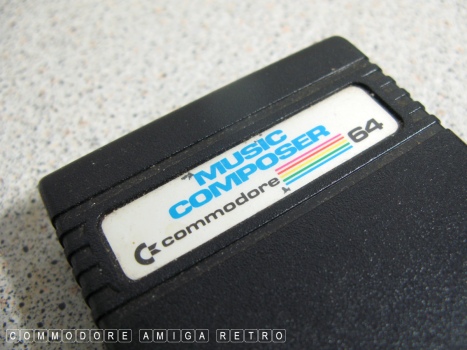 MUSIC
COMPOSER
commodore 64
COMMODORE AMIGA RETRO